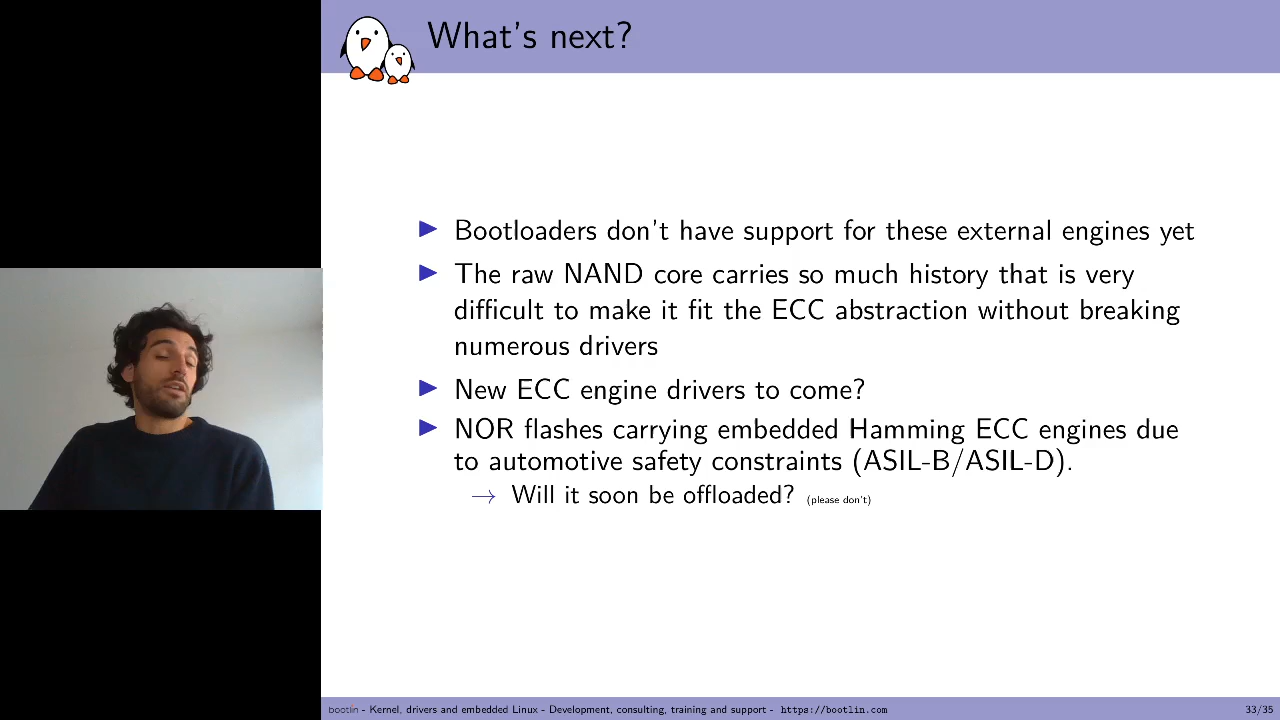 What's next?
▶ Bootloaders don't have support for these external engines yet
▶ The raw NAND core carries so much history that is very
difficult to make it fit the ECC abstraction without breaking
numerous drivers
▶ New ECC engine drivers to come?
▶ NOR flashes carrying embedded Hamming ECC engines due
to automotive safety constraints (ASIL-B/ASIL-D).
→ Will it soon be offloaded? (please don't)
bootlin - Kernel, drivers and embedded Linux - Development, consulting, training and support - https://bootlin.com 33/35